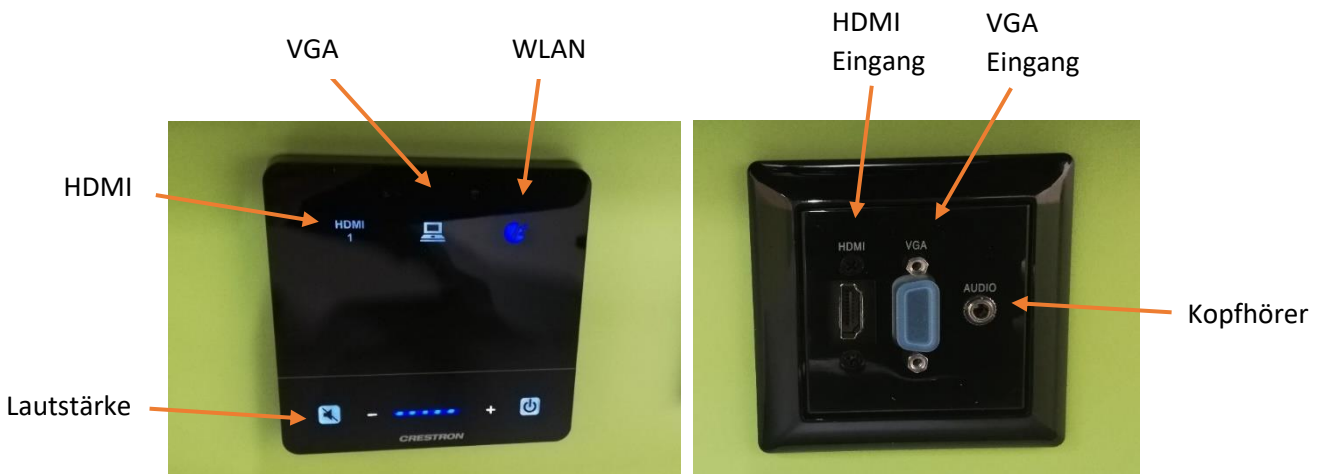 HDMI
Eingang
VGA
Eingang
VGA
WLAN
HDMI
HDMI
1
HDMI
VGA
AUDIO
Kopfhörer
Lautstärke
-
+
CRESTRON